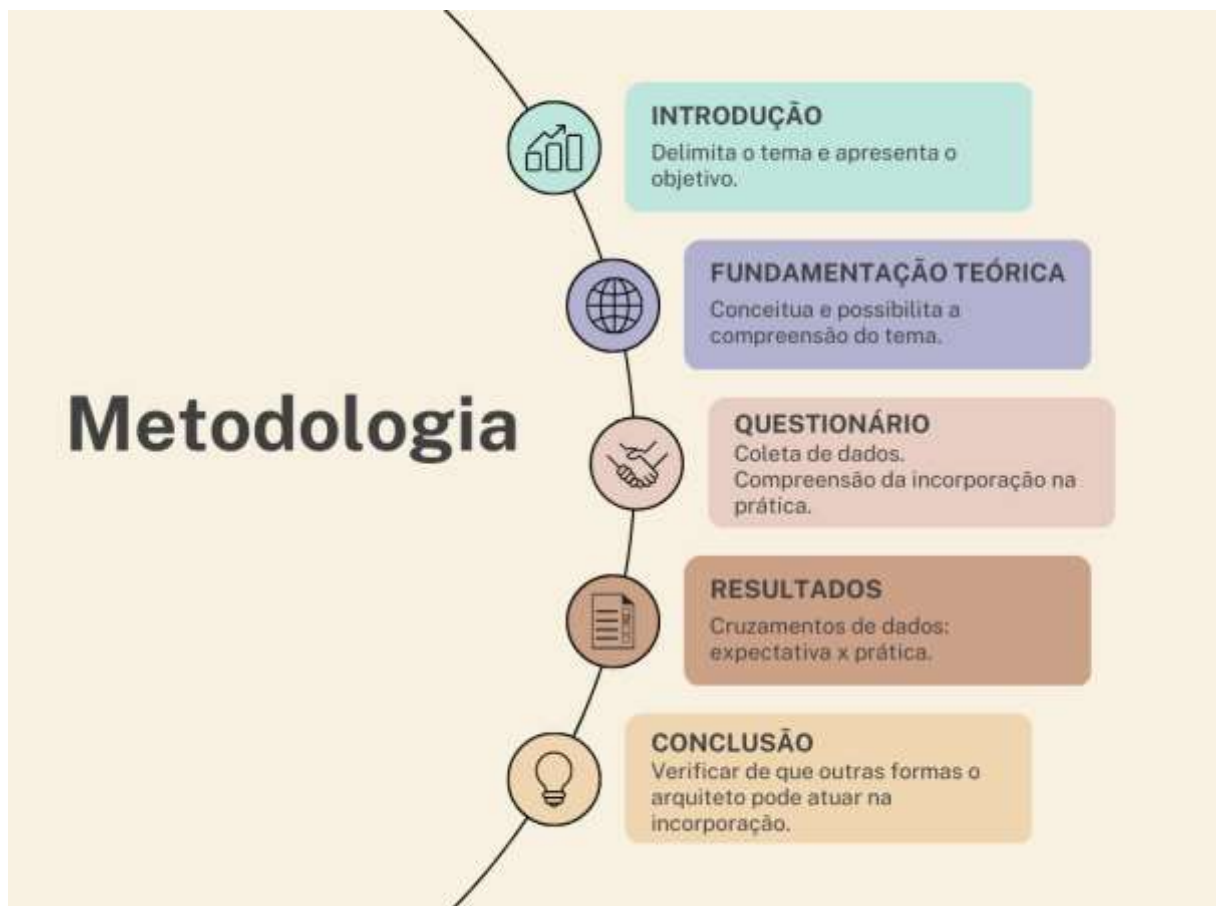 Metodologia
INTRODUÇÃO
Delimita o tema e apresenta o
objetivo.
FUNDAMENTAÇÃO TEÓRICA
Conceitua e possibilita a
compreensão do tema.
QUESTIONÁRIO
Coleta de dados.
Compreensão da incorporação na
prática.
RESULTADOS
Cruzamentos de dados:
expectativa x prática.
CONCLUSÃO
Verificar de que outras formas o
arquiteto pode atuar na
incorporação.